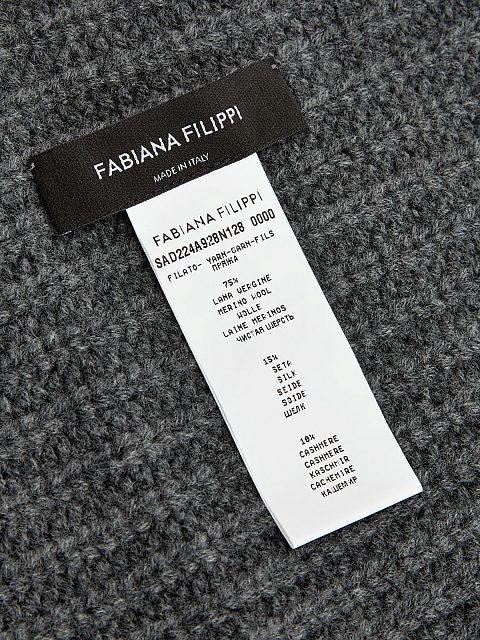 FABIANA FILIPPI
MADE IN ITALY
FABIANA FILIPPI
SAD224A928N128 0000
FILATO- YARN-GARN-FILS
ПРЯЖА
75%
LANA VERGINE
MERINO WOOL
WOLLE
LAINE MERINOS
ЧИСТАЯ ШЕРСТЬ
15%
SETA
SILK
SEIDE
SOIDE
ШЕЛК
10%
CASHMERE
CASHMERE
KASCHMIR
CACHEMIRE
КАШЕМИР